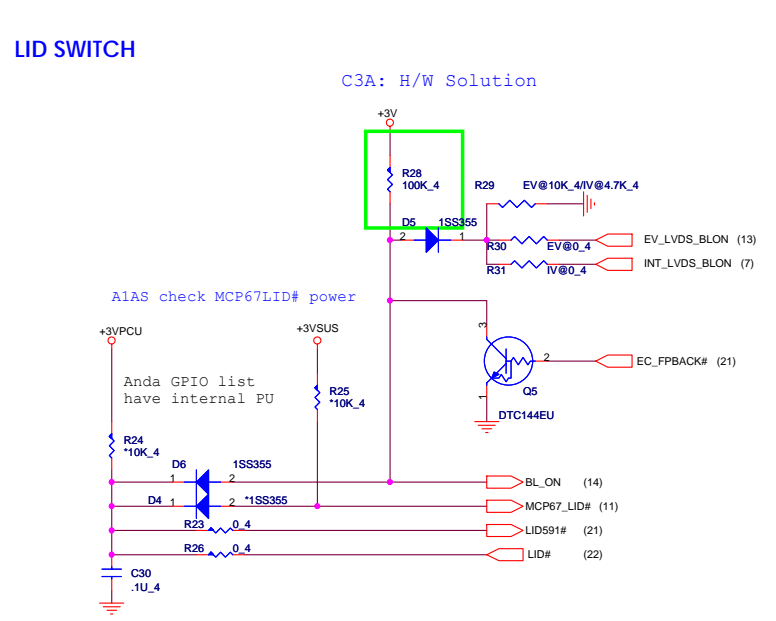 LID SWITCH
C3A: H/W Solution
+3V
R28
100K_4
R29 EV@10K_4/IV@4.7K_4
D5 1SS355
2 1
R30 EV@0_4
EV_LVDS_BLON (13)
R31 IV@0_4
INT_LVDS_BLON (7)
A1AS check MCP67LID# power
+3VPCU
+3VSUS
3
2
EC_FPBACK# (21)
Anda GPIO list
have internal PU
R25
*10K_4
1
Q5
DTC144EU
R24
*10K_4
D6 1SS355
1 2
BL_ON (14)
D4 1 2 *1SS355
MCP67_LID# (11)
R23 0_4
LID591# (21)
R26 0_4
LID# (22)
C30
.1U_4